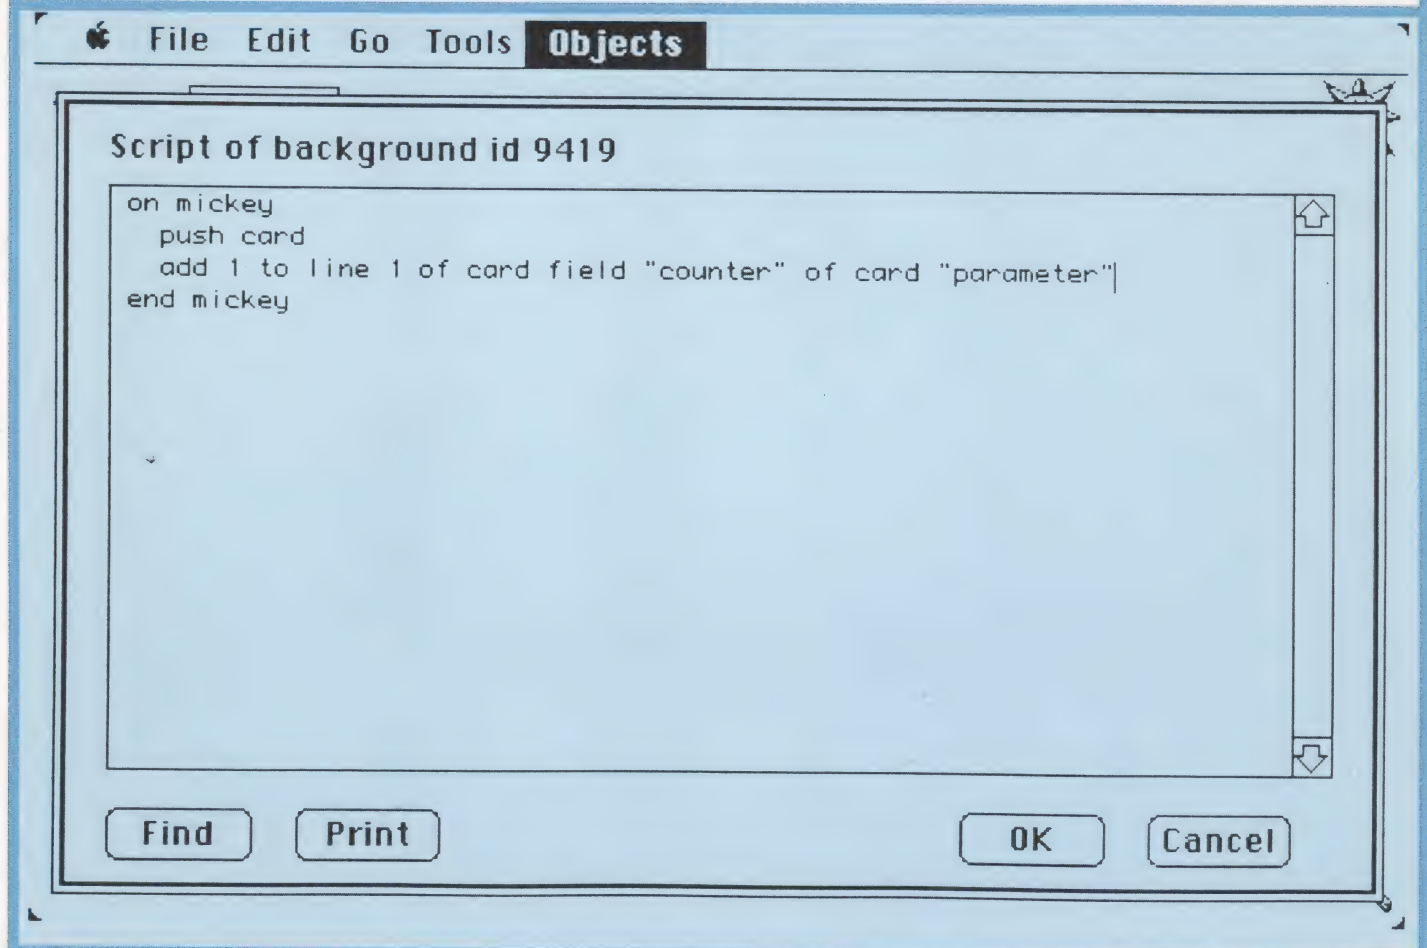 File Edit Go Tools Objects
Script of background id 9419
on mickey
push card
add 1 to line 1 of card field "counter" of card "parameter"
end mickey
Find Print OK Cancel